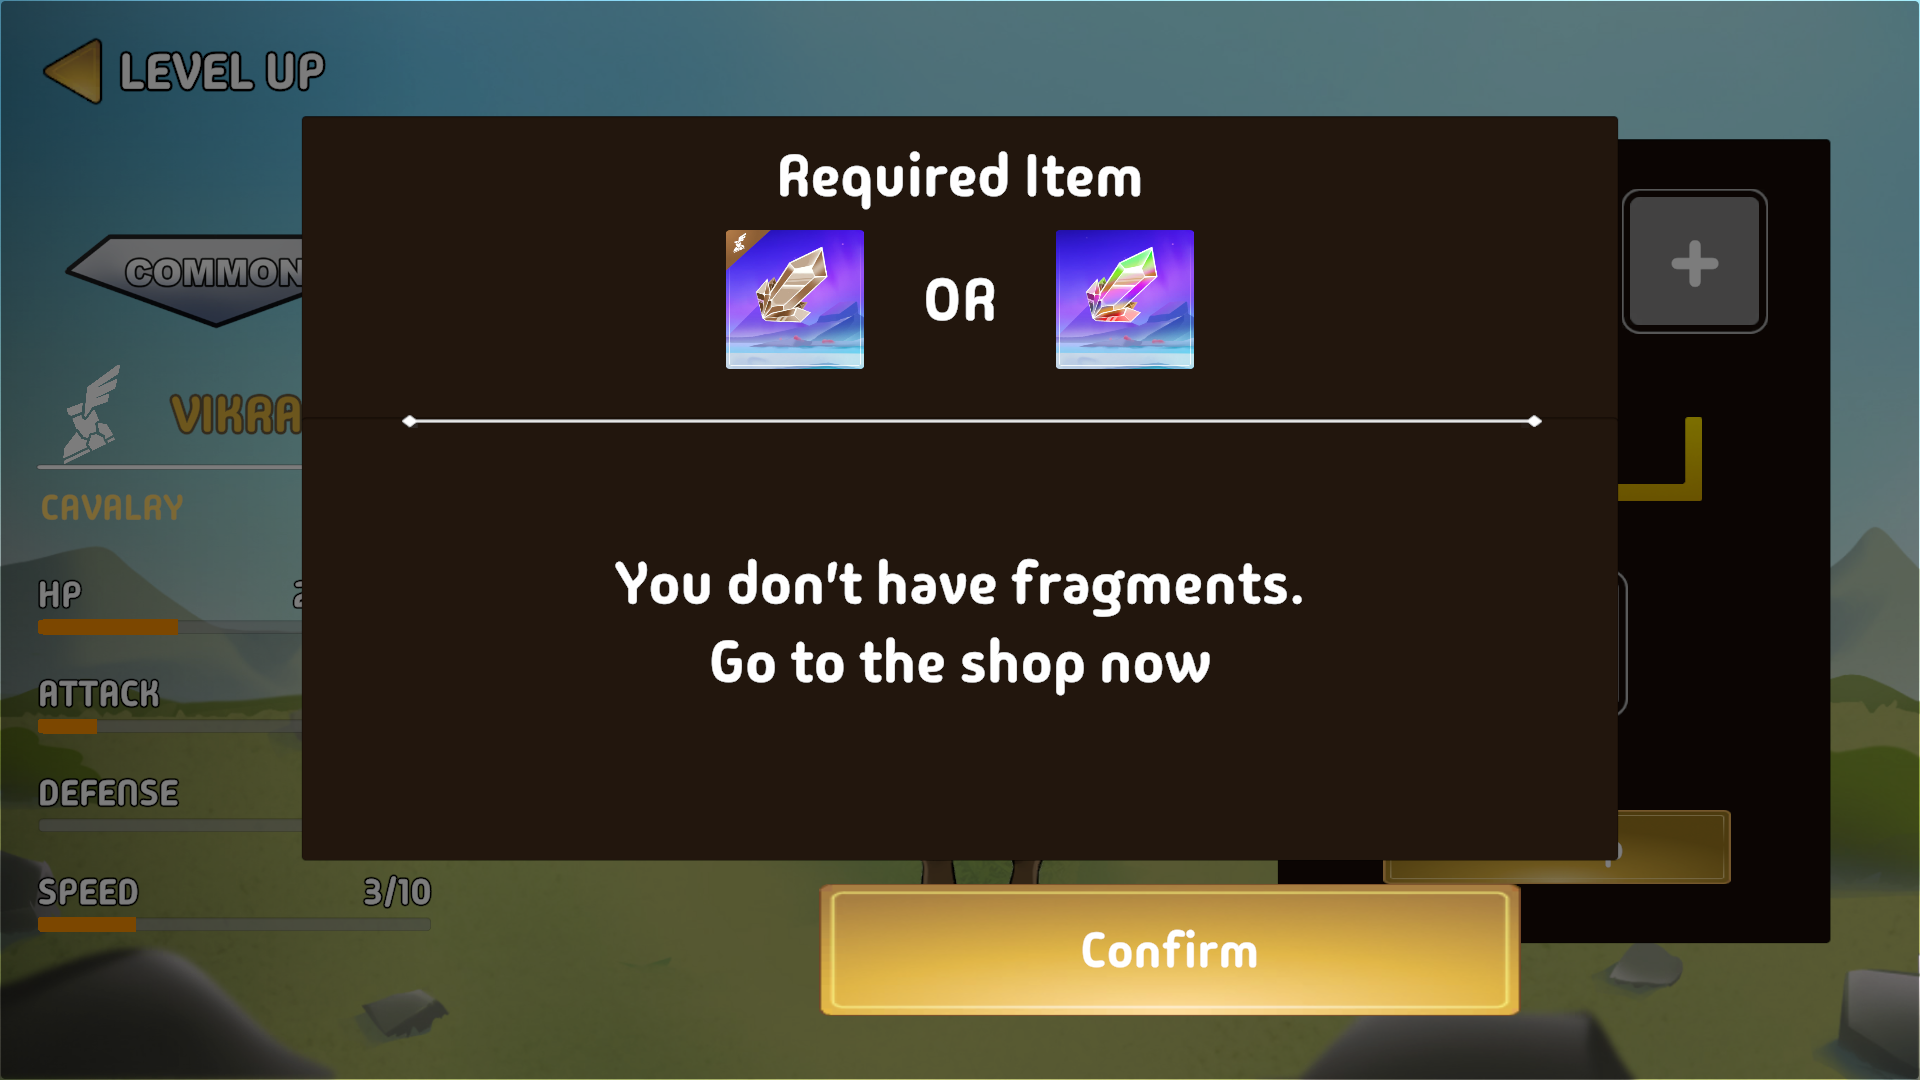 LEVEL UP
Required Item
OR
COMMON
VIKRA
CAVALRY
You don't have fragments.
Go to the shop now
HP
ATTACK
DEFENSE
SPEED 3/10
Confirm